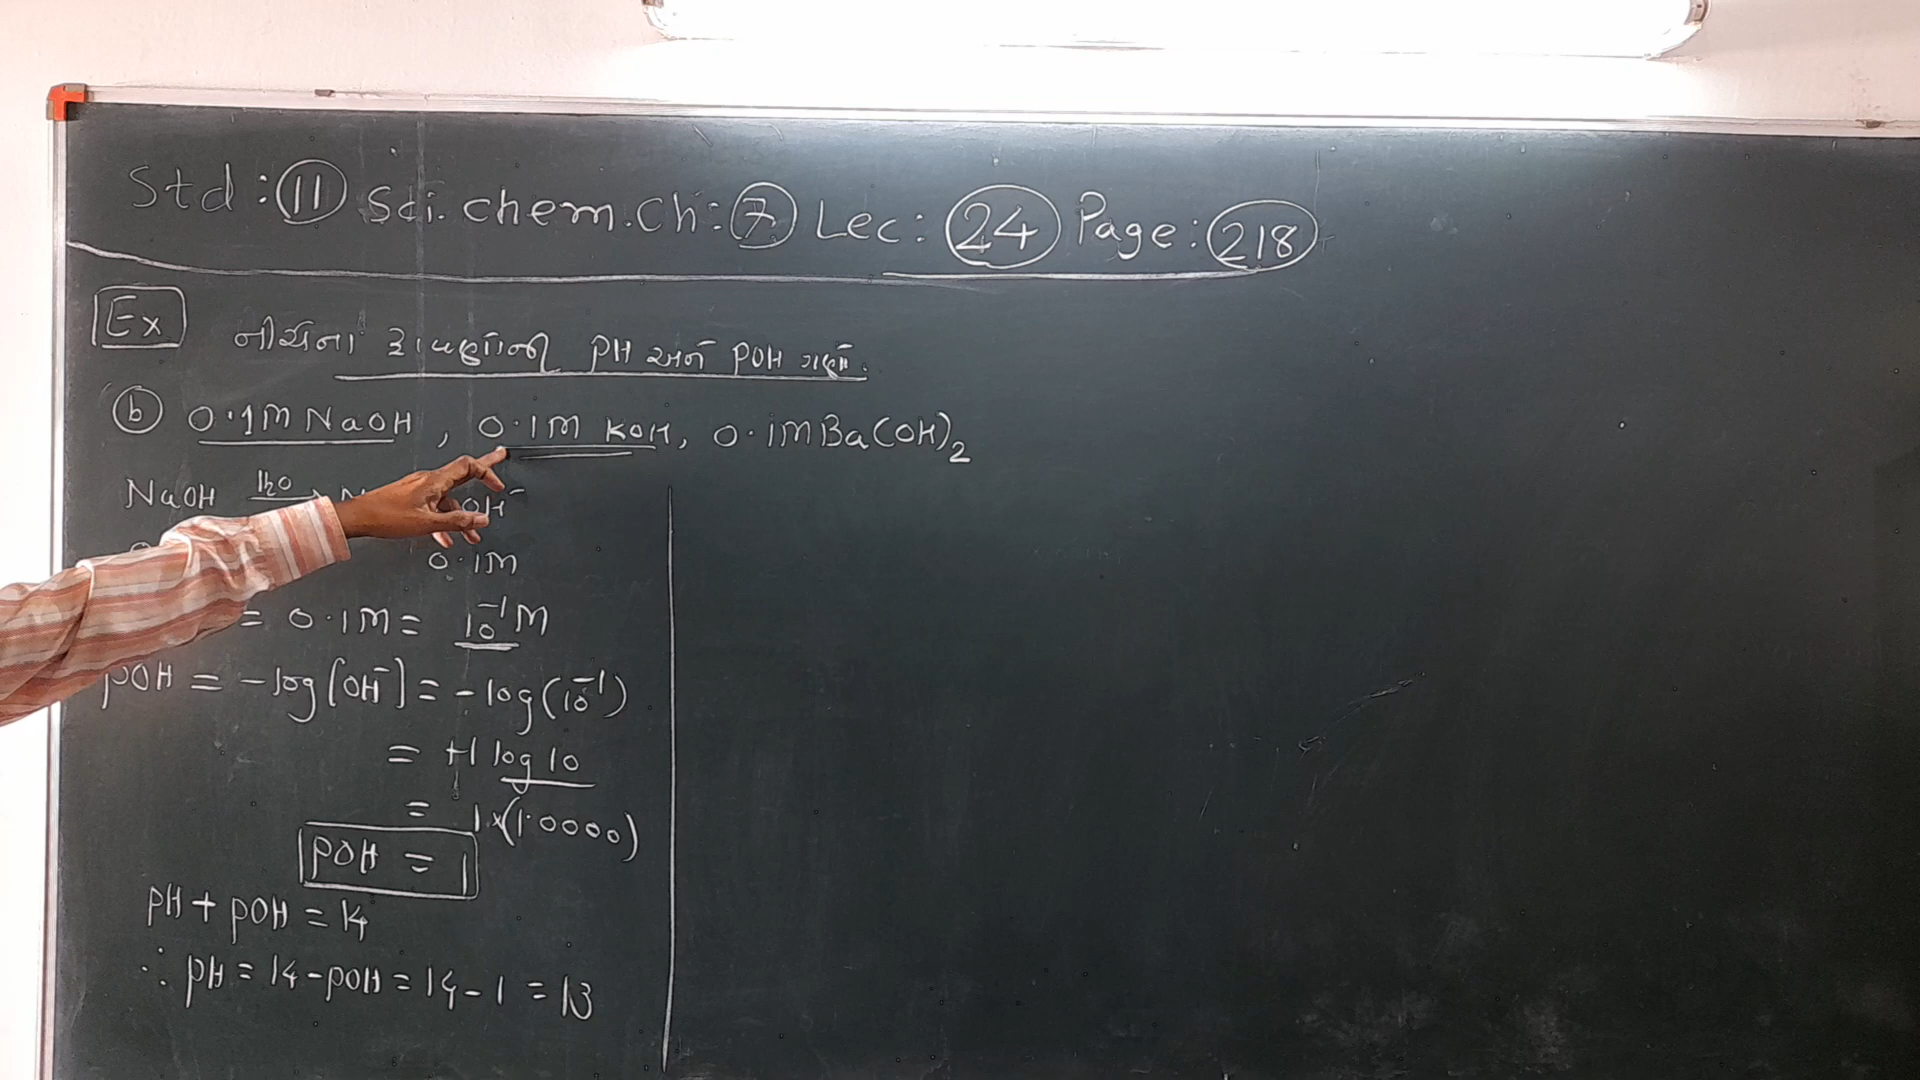 Std : 11 Sci. chem. Ch : 7 Lec : 24 Page : 218
Ex નીચેનાં દ્રાવણોની pH અને pOH ગણો.
(b) 0.1M NaOH , 0.1M KOH, 0.1M Ba(OH)₂
NaOH H₂O OH⁻
0.1M
= 0.1M = 10⁻¹M
pOH = -log[OH⁻] = -log(10⁻¹)
= +1 log 10
= 1×(1.0000)
pOH = 1
pH + pOH = 14
∴ pH = 14 - pOH = 14 - 1 = 13